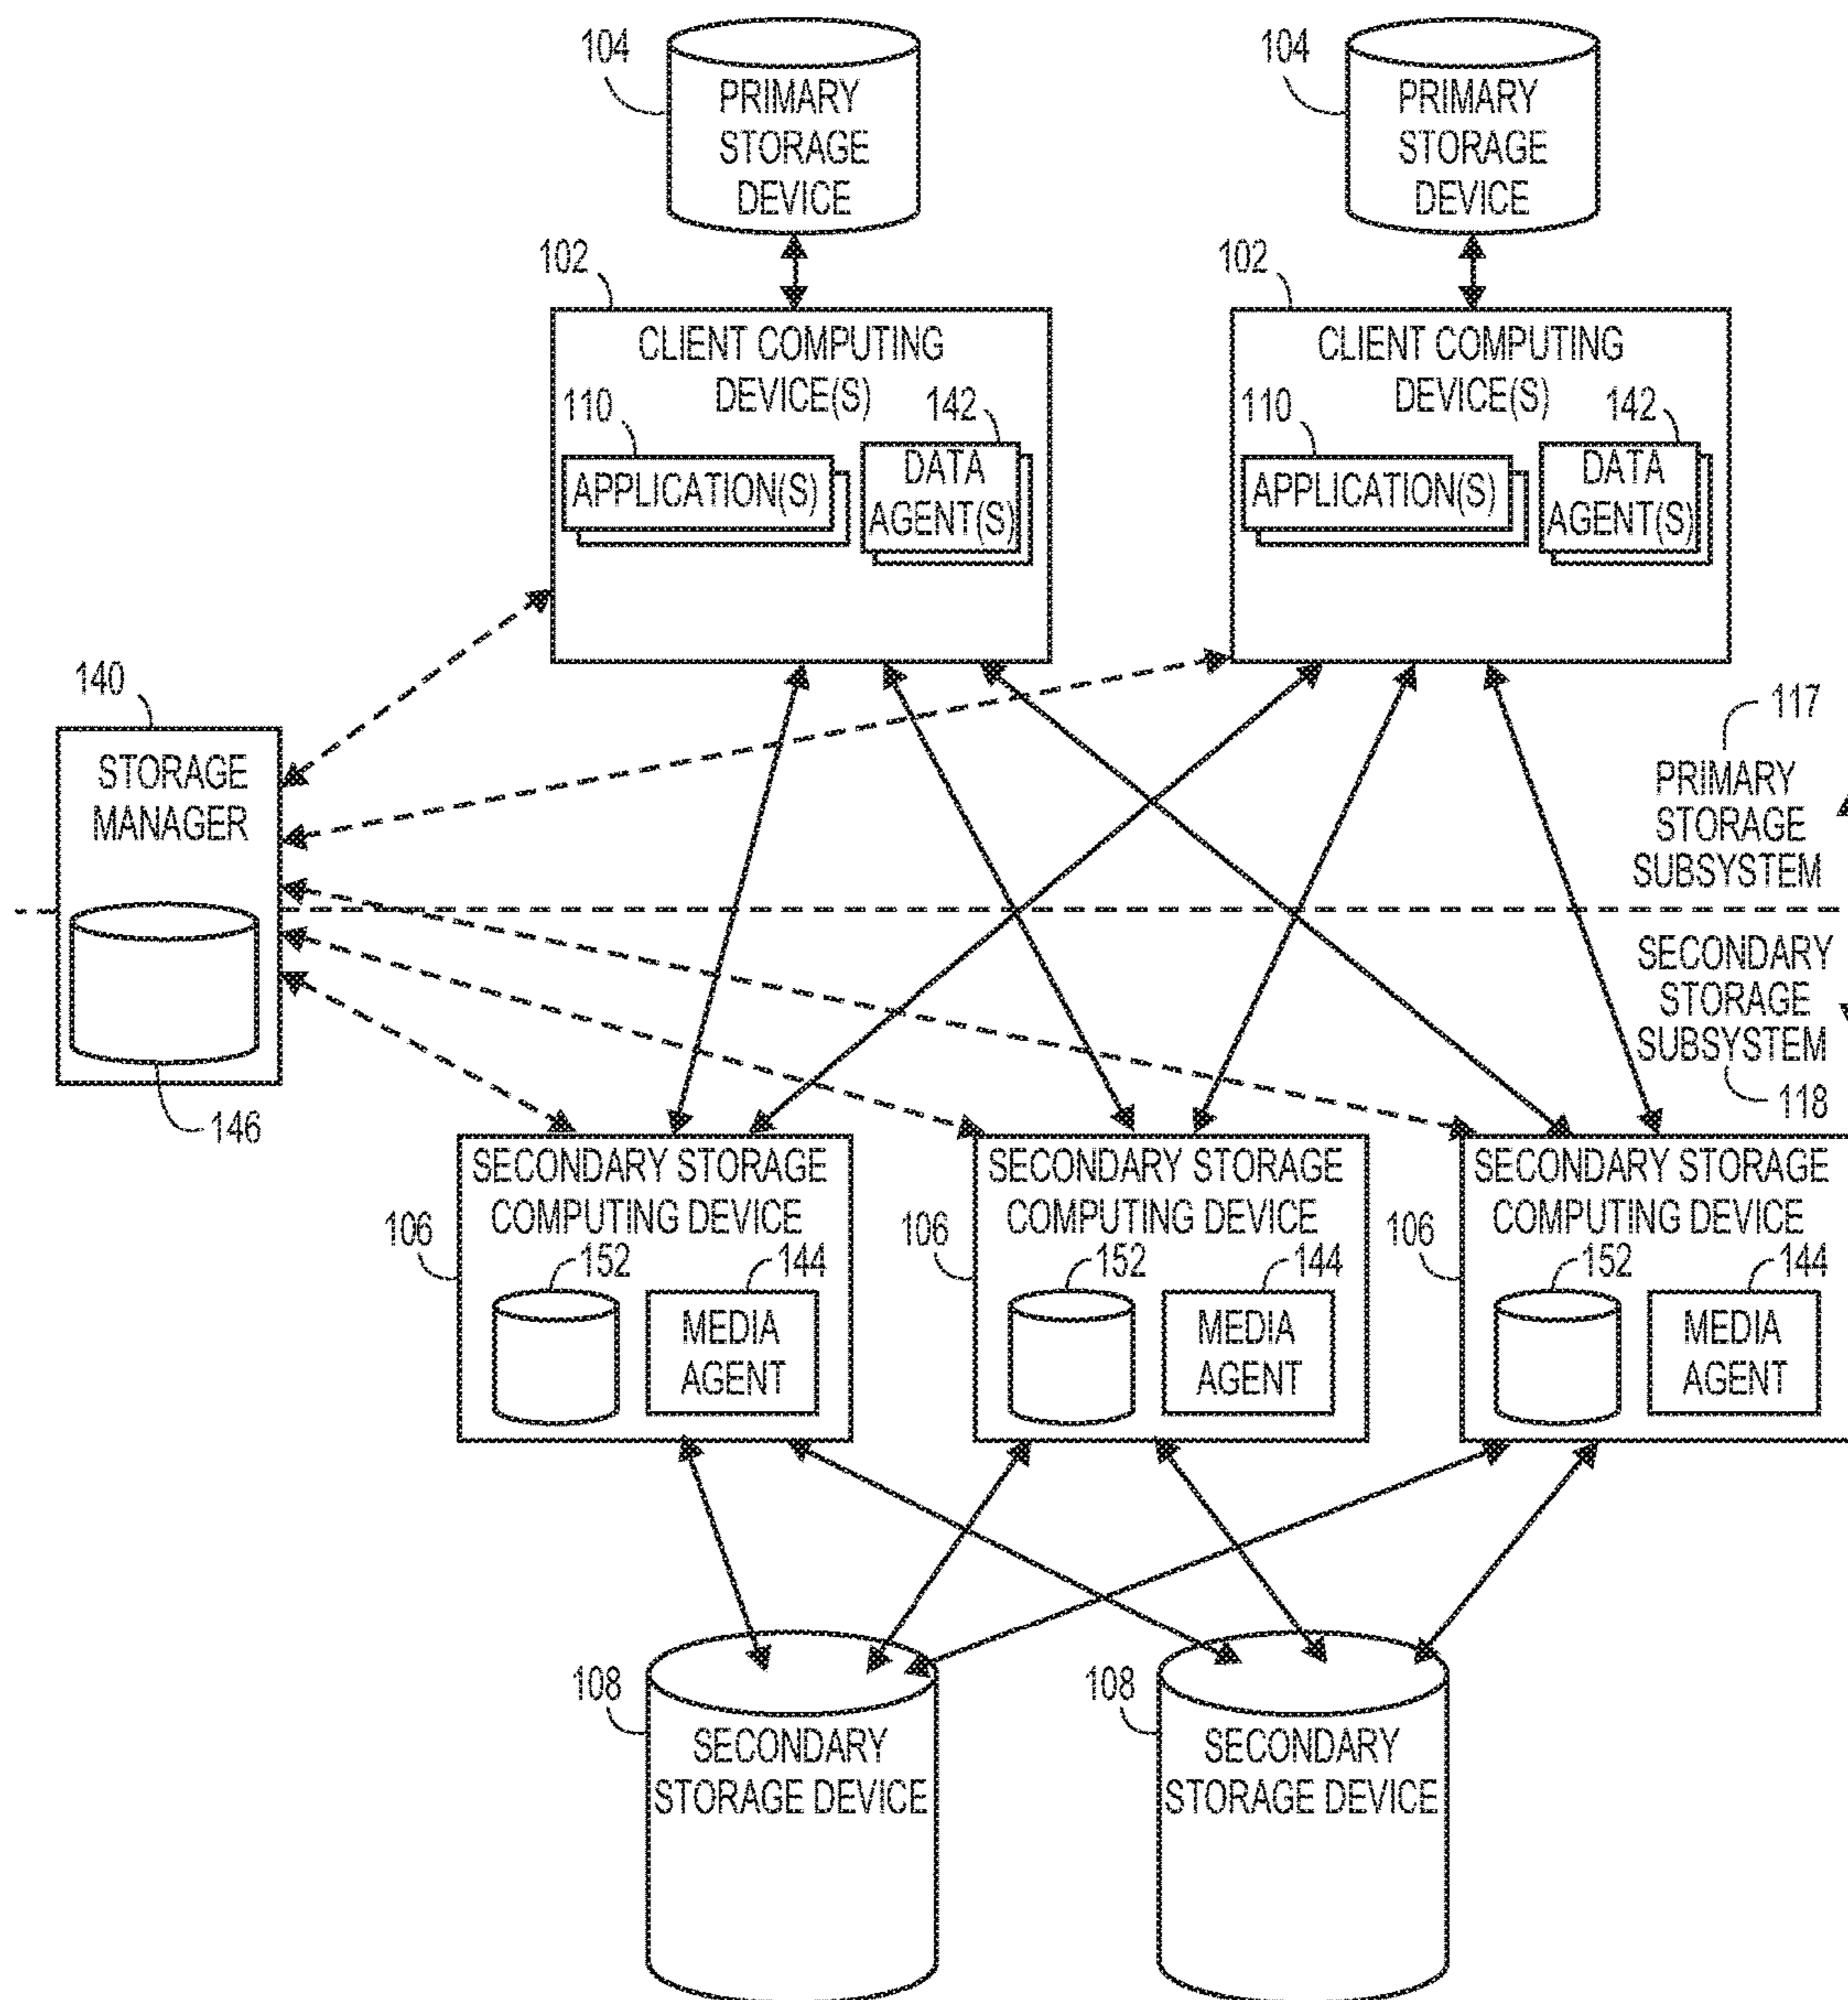 104
PRIMARY
STORAGE
DEVICE
104
PRIMARY
STORAGE
DEVICE
102
CLIENT COMPUTING
DEVICE(S)
110
142
APPLICATION(S)
DATA
AGENT(S)
102
CLIENT COMPUTING
DEVICE(S)
110
142
APPLICATION(S)
DATA
AGENT(S)
140
STORAGE
MANAGER
146
117
PRIMARY
STORAGE
SUBSYSTEM
SECONDARY
STORAGE
SUBSYSTEM
118
SECONDARY STORAGE
COMPUTING DEVICE
106
152
144
MEDIA
AGENT
SECONDARY STORAGE
COMPUTING DEVICE
106
152
144
MEDIA
AGENT
SECONDARY STORAGE
COMPUTING DEVICE
106
152
144
MEDIA
AGENT
108
SECONDARY
STORAGE DEVICE
108
SECONDARY
STORAGE DEVICE